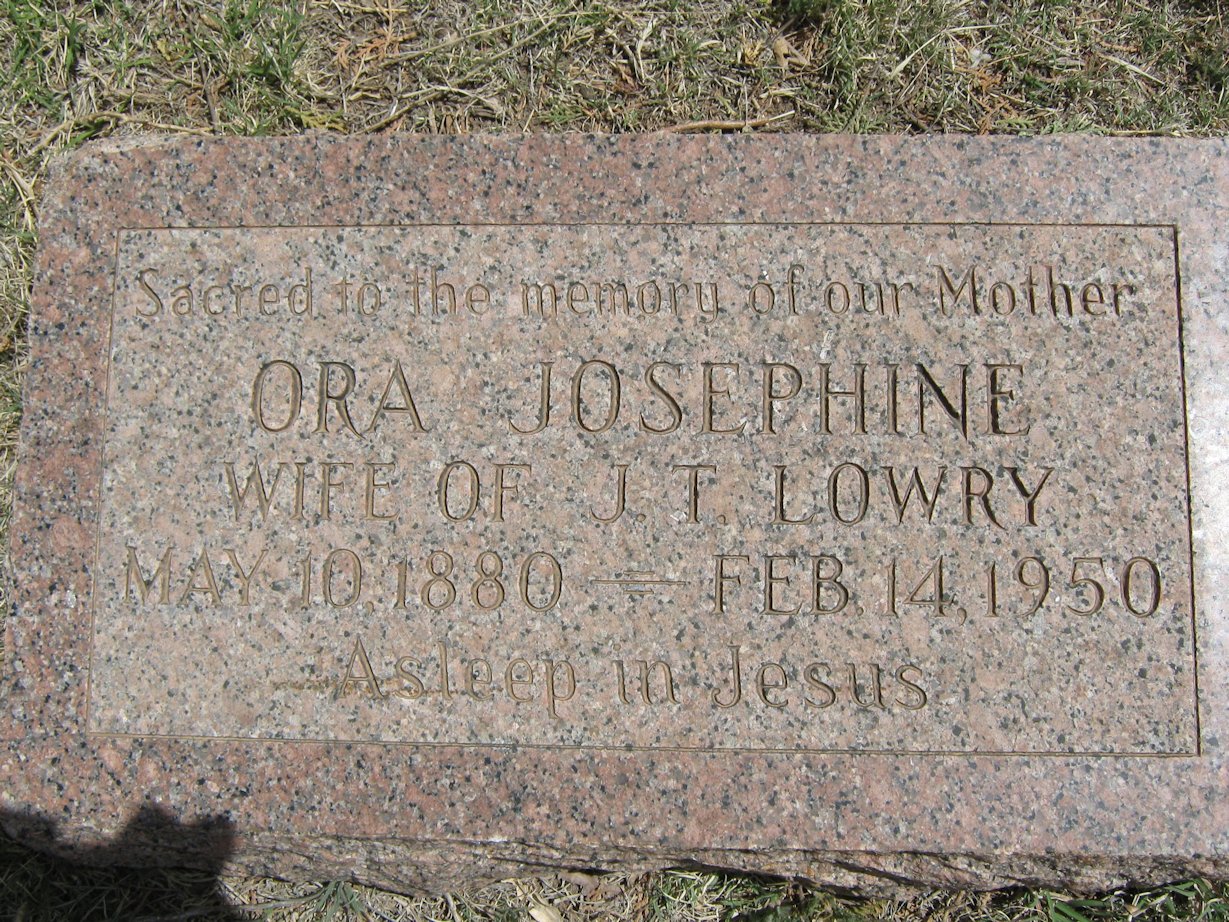 Sacred to the memory of our Mother
ORA JOSEPHINE
WIFE OF J. T. LOWRY
MAY 10, 1880 — FEB. 14, 1950
Asleep in Jesus